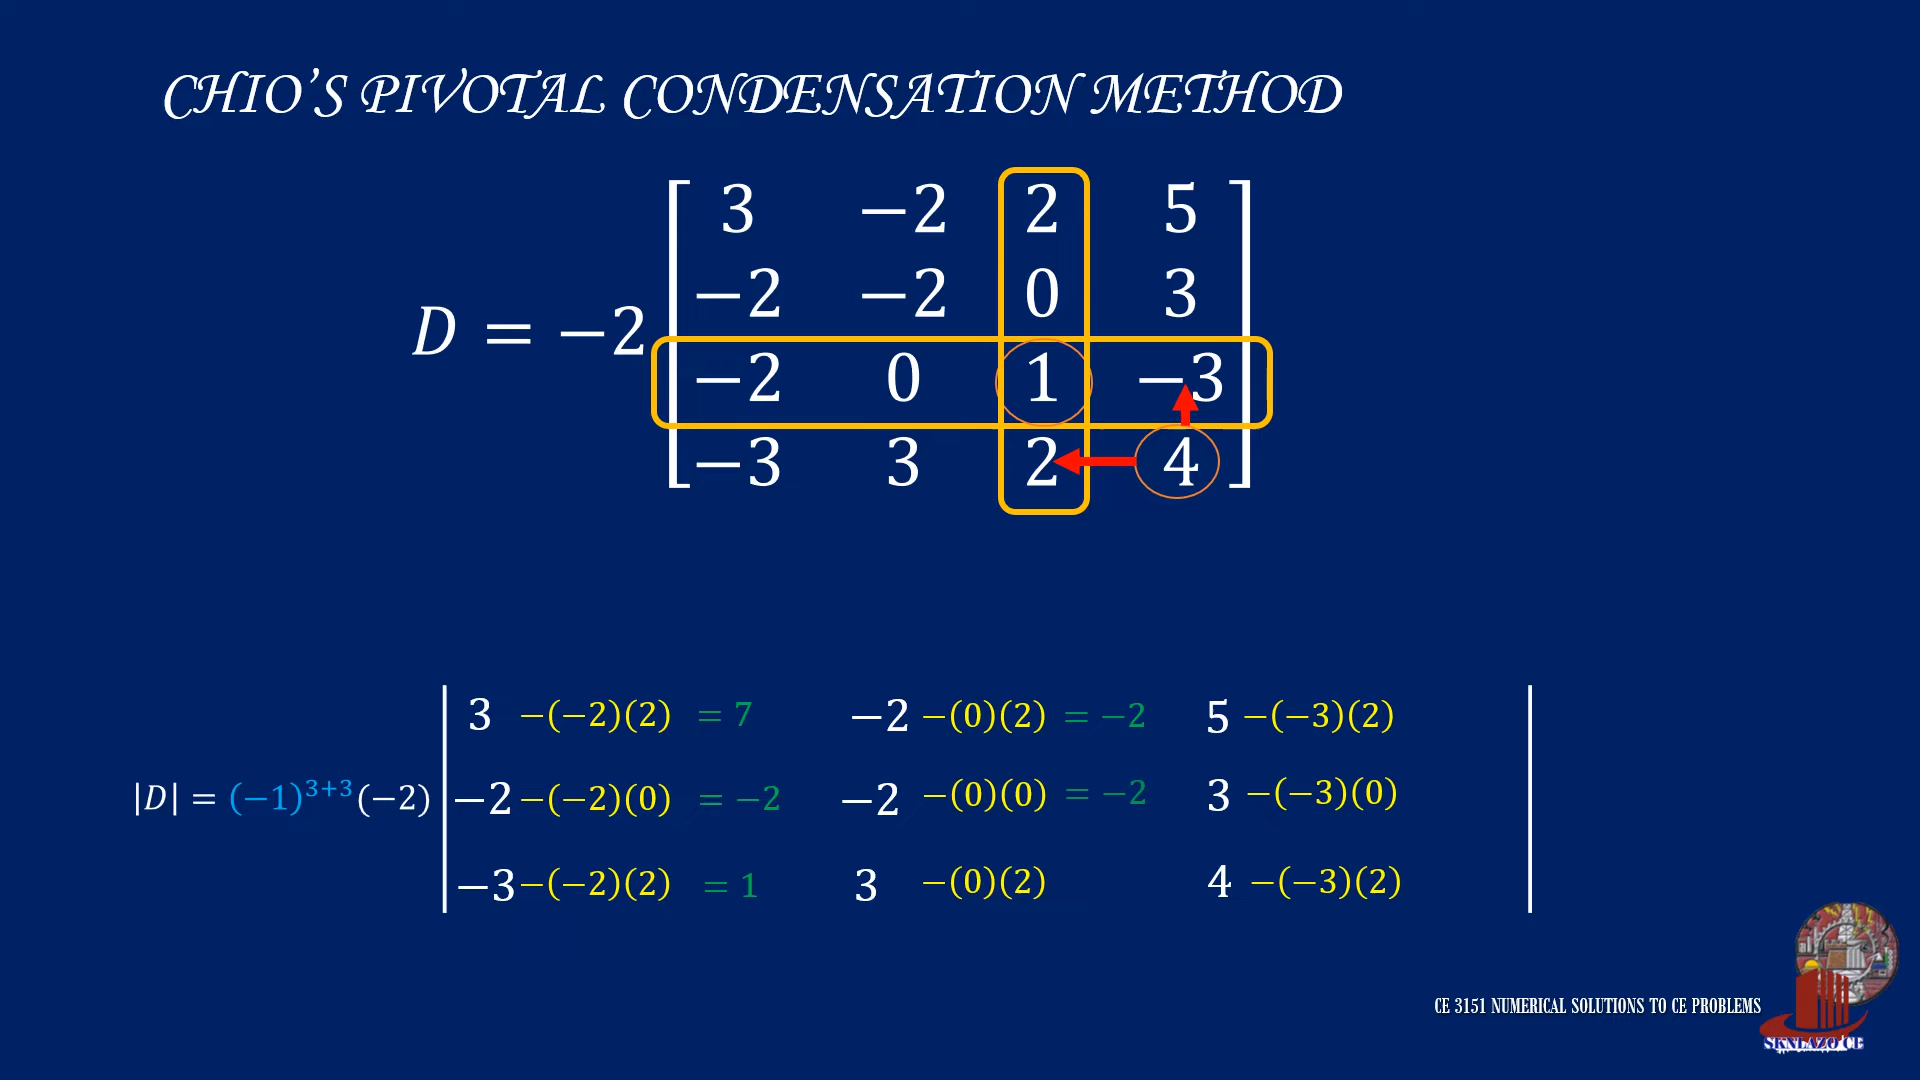 CHIO'S PIVOTAL CONDENSATION METHOD
3 −2 2 5
−2 −2 0 3
D = −2
−2 0 1 −3
−3 3 2 4
3 −(−2)(2) = 7 −2 −(0)(2) = −2 5 −(−3)(2)
|D| = (−1)³⁺³(−2) −2 −(−2)(0) = −2 −2 −(0)(0) = −2 3 −(−3)(0)
−3 −(−2)(2) = 1 3 −(0)(2) 4 −(−3)(2)
CE 3151 NUMERICAL SOLUTIONS TO CE PROBLEMS
SKNLAZO CE